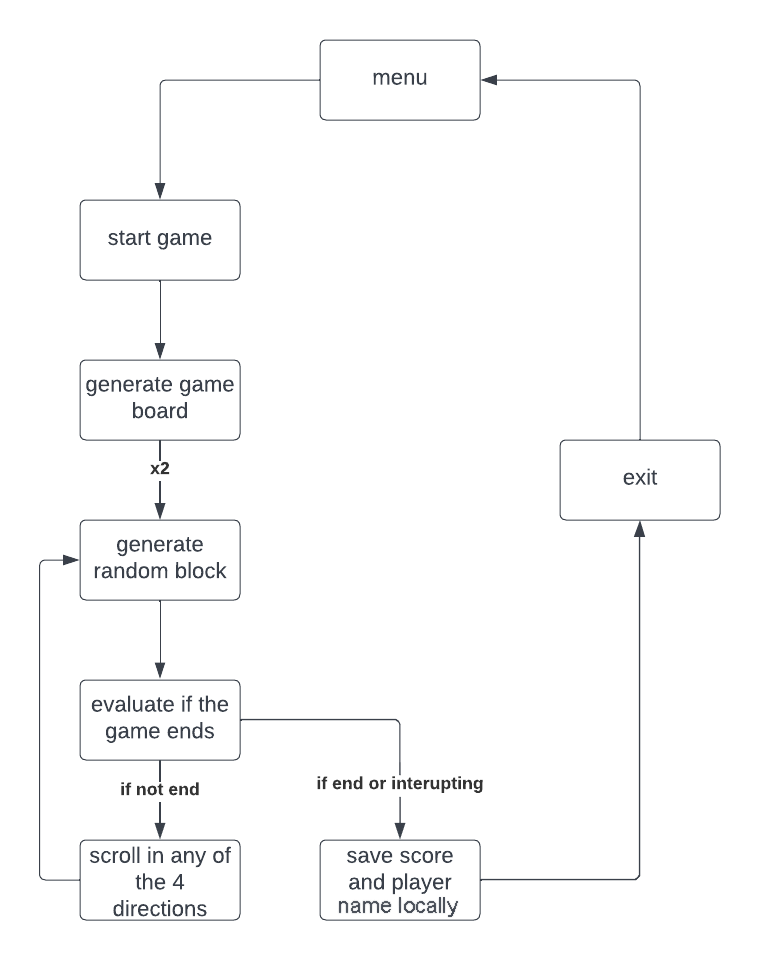 menu
start game
generate game
board
x2
generate
random block
evaluate if the
game ends
if not end
if end or interupting
scroll in any of
the 4
directions
save score
and player
name locally
exit